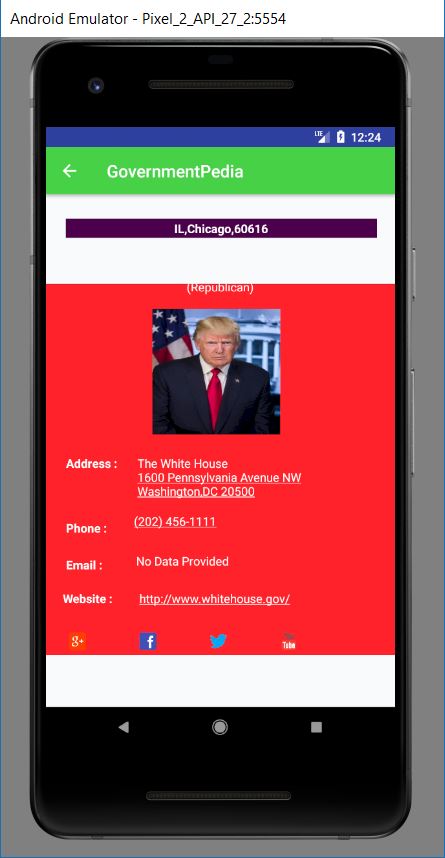 Android Emulator - Pixel_2_API_27_2:5554
LTE 12:24
GovernmentPedia
IL,Chicago,60616
(Republican)
Address : The White House
1600 Pennsylvania Avenue NW
Washington,DC 20500
Phone : (202) 456-1111
Email : No Data Provided
Website : http://www.whitehouse.gov/
g+ f You Tube